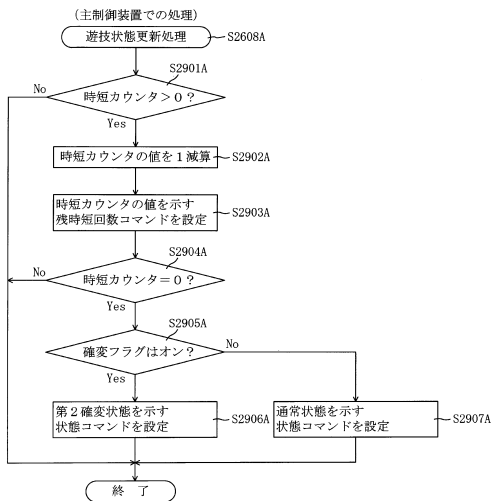 (主制御装置での処理)
遊技状態更新処理
S2608A
S2901A
時短カウンタ>0?
No
Yes
時短カウンタの値を1減算
S2902A
時短カウンタの値を示す
残時短回数コマンドを設定
S2903A
S2904A
時短カウンタ=0?
No
Yes
S2905A
確変フラグはオン?
No
Yes
第2確変状態を示す
状態コマンドを設定
S2906A
通常状態を示す
状態コマンドを設定
S2907A
終 了